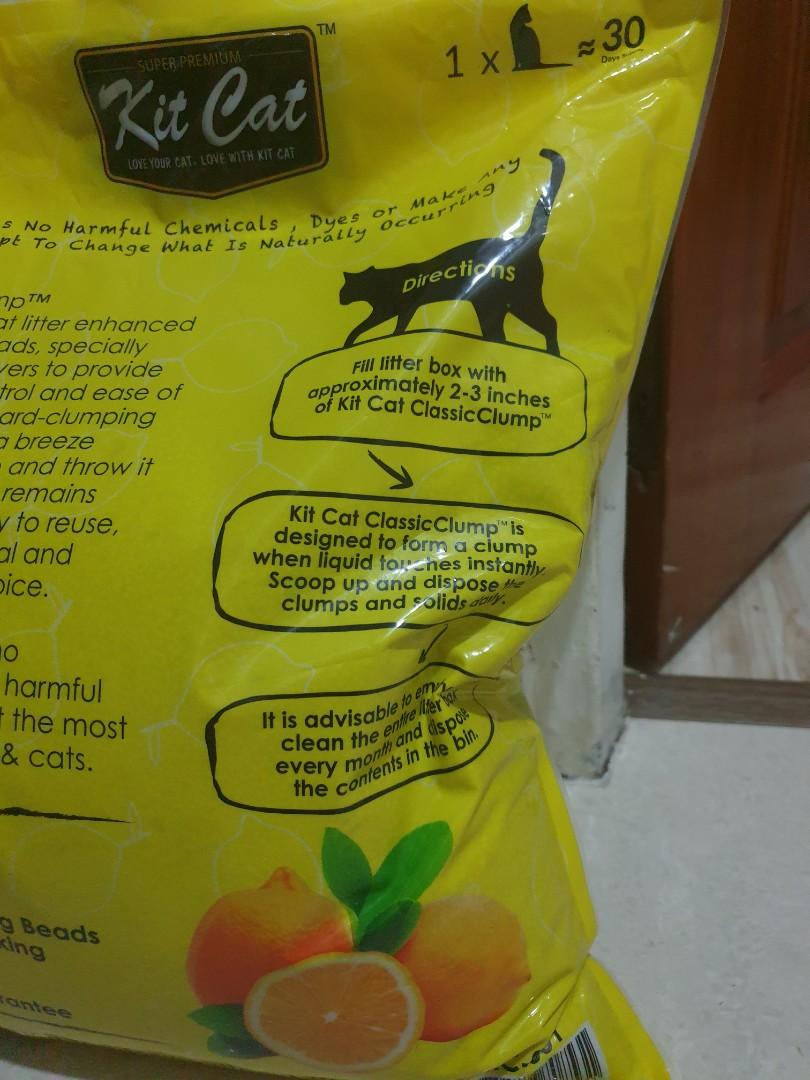 SUPER-PREMIUM
Kit Cat
LOVE YOUR CAT. LOVE WITH KIT CAT
TM
1 x ≈ 30
Days
s No Harmful Chemicals, Dyes or Make Any
pt To Change What Is Naturally Occurring
mp™
at litter enhanced
ads, specially
vers to provide
trol and ease of
ard-clumping
a breeze
and throw it
remains
y to reuse,
al and
oice.
no
harmful
t the most
& cats.
g Beads
king
rantee
Directions
Fill litter box with
approximately 2-3 inches
of Kit Cat ClassicClump™
Kit Cat ClassicClump™ is
designed to form a clump
when liquid touches instantly.
Scoop up and dispose the
clumps and solids daily.
It is advisable to
clean the entire litter box
every month and dispose
the contents in the bin.